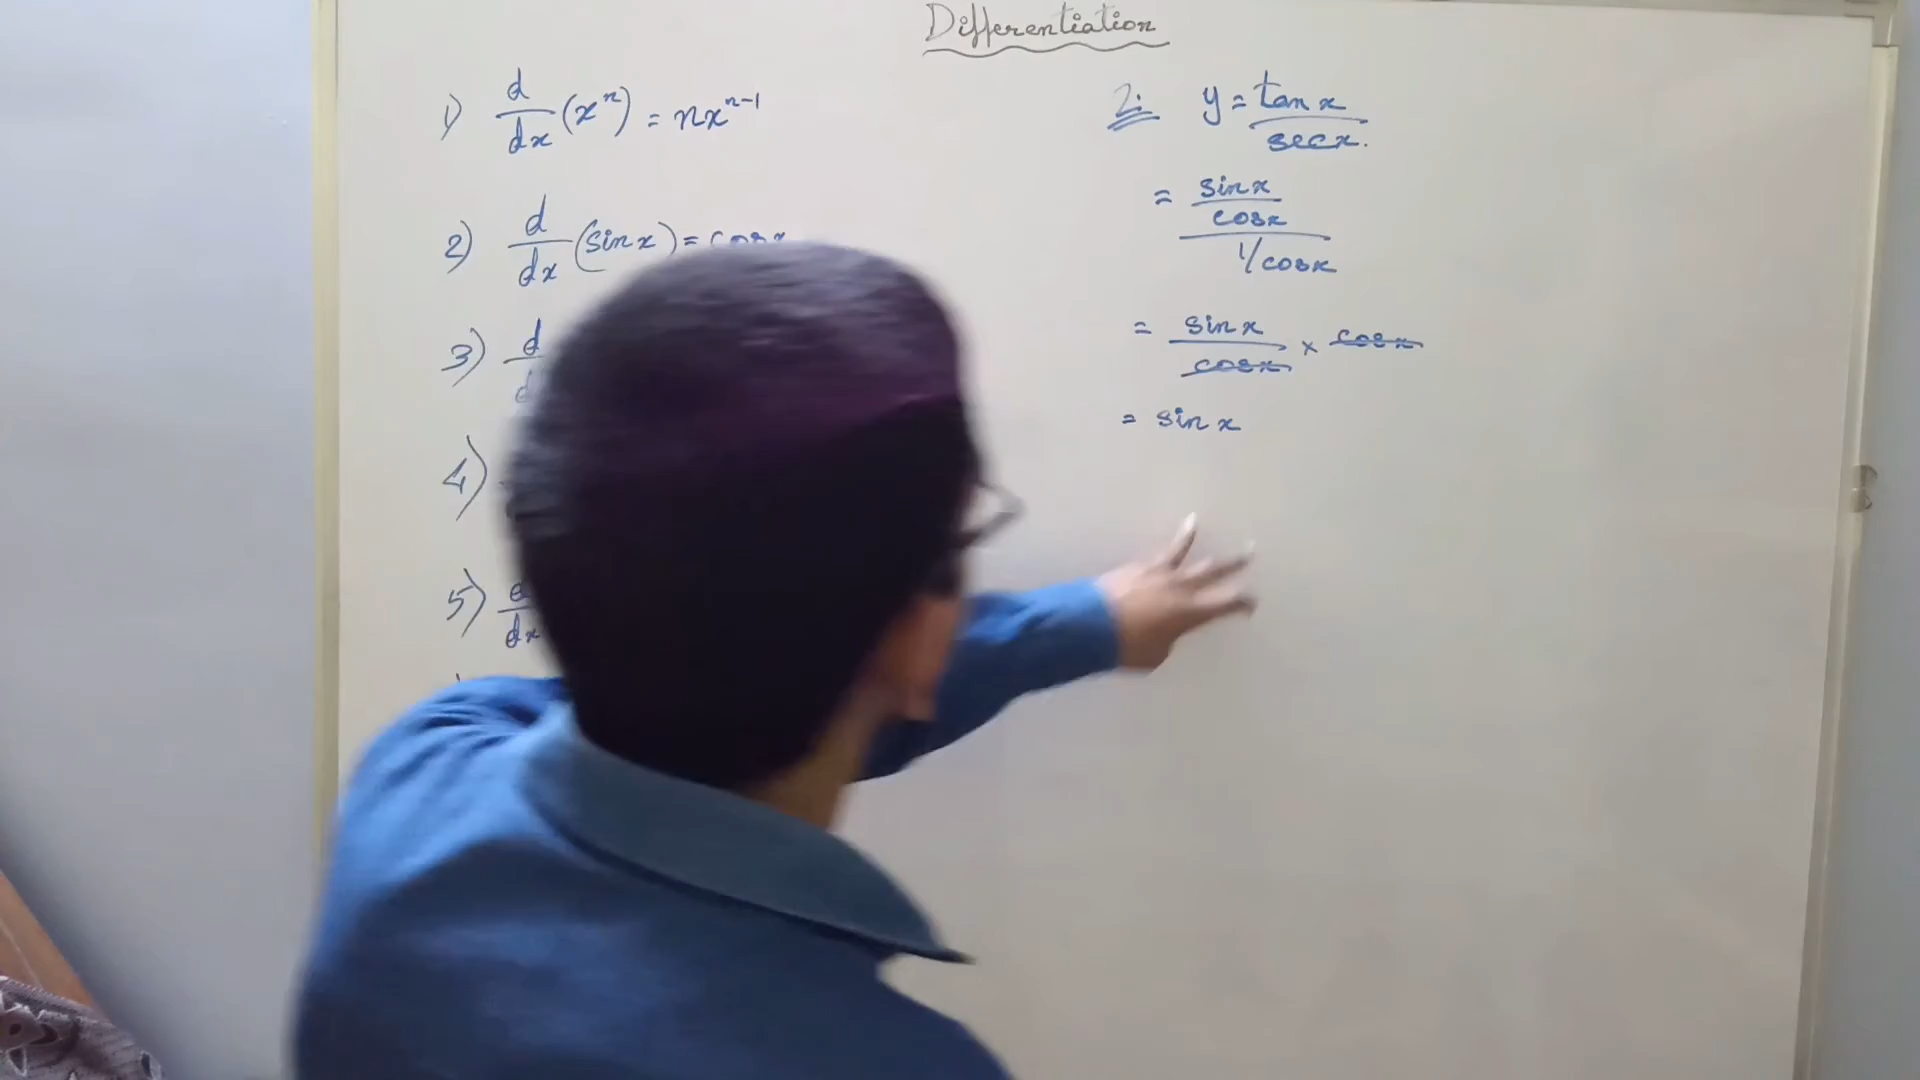 Differentiation
1) d/dx (xⁿ) = nxⁿ⁻¹
2) d/dx (sin x) = cos x
3) d
4)
5) d/dx
2. y = tan x / sec x.
= sin x / cos x / 1/cos x
= sin x / cos x × cos x
= sin x